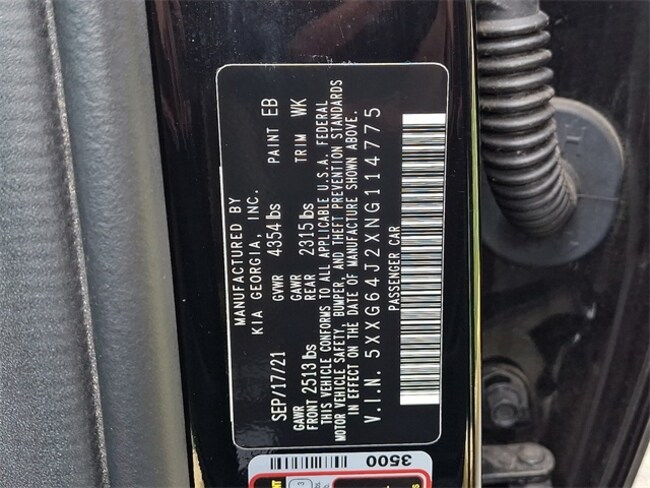 MANUFACTURED BY
KIA GEORGIA, INC.
PAINT EB
SEP/17/21 GVWR 4354 lbs TRIM WK
GAWR FRONT 2513 lbs GAWR REAR 2315 lbs
THIS VEHICLE CONFORMS TO ALL APPLICABLE U.S.A. FEDERAL
MOTOR VEHICLE SAFETY, BUMPER, AND THEFT PREVENTION STANDARDS
IN EFFECT ON THE DATE OF MANUFACTURE SHOWN ABOVE.
V.I.N. 5XXG64J2XNG114775
PASSENGER CAR
3500